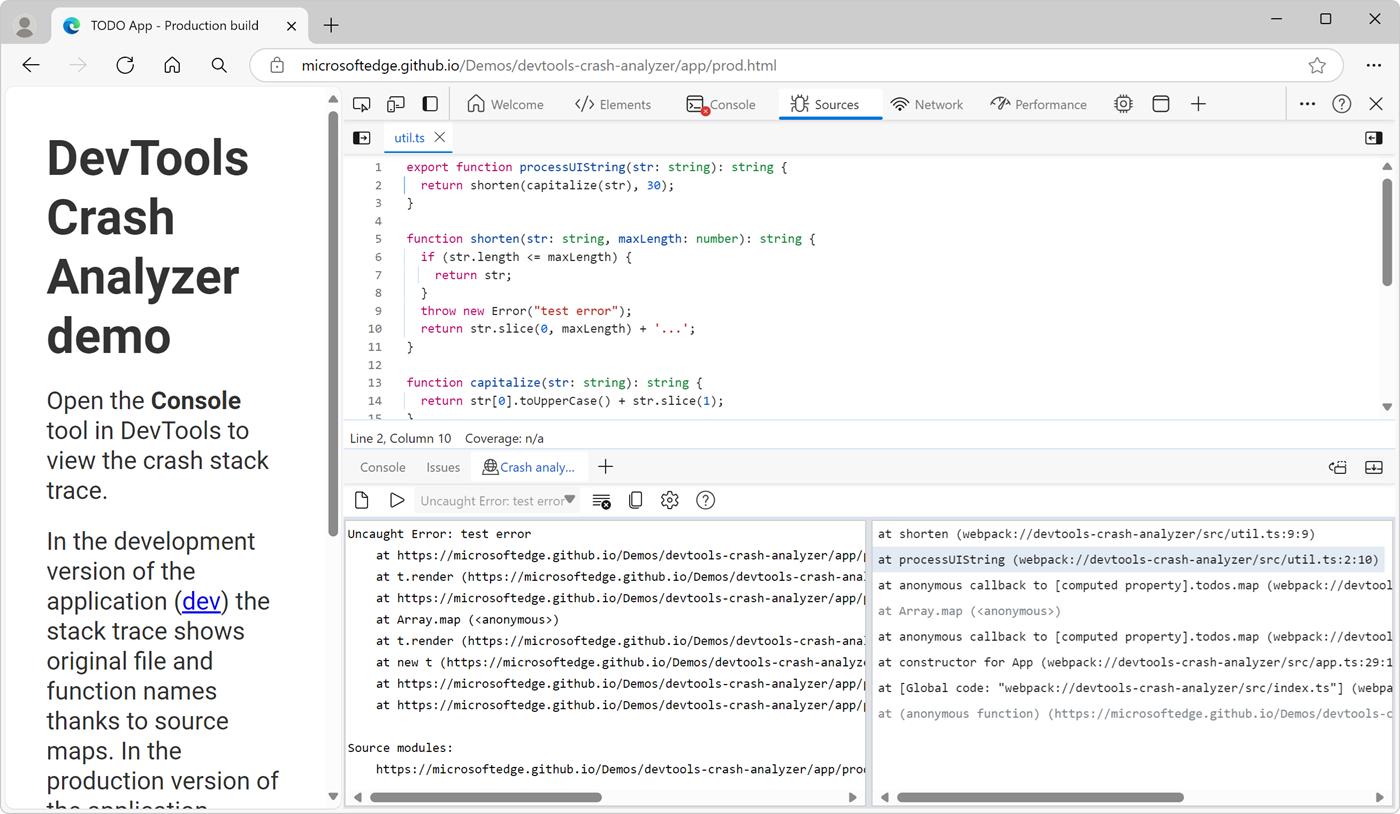 TODO App - Production build
microsoftedge.github.io/Demos/devtools-crash-analyzer/app/prod.html
DevTools
Crash
Analyzer
demo
Open the Console
tool in DevTools to
view the crash stack
trace.
In the development
version of the
application (dev) the
stack trace shows
original file and
function names
thanks to source
maps. In the
production version of
the application
Welcome
Elements
Console
Sources
Network
Performance
util.ts
1 export function processUIString(str: string): string {
2 return shorten(capitalize(str), 30);
3 }
4
5 function shorten(str: string, maxLength: number): string {
6 if (str.length <= maxLength) {
7 return str;
8 }
9 throw new Error("test error");
10 return str.slice(0, maxLength) + '...';
11 }
12
13 function capitalize(str: string): string {
14 return str[0].toUpperCase() + str.slice(1);
15 }
Line 2, Column 10 Coverage: n/a
Console Issues Crash analy...
Uncaught Error: test error
Uncaught Error: test error
at https://microsoftedge.github.io/Demos/devtools-crash-analyzer/app/
at t.render (https://microsoftedge.github.io/Demos/devtools-crash-ana
at https://microsoftedge.github.io/Demos/devtools-crash-analyzer/app/
at Array.map (<anonymous>)
at t.render (https://microsoftedge.github.io/Demos/devtools-crash-ana
at new t (https://microsoftedge.github.io/Demos/devtools-crash-analyze
at https://microsoftedge.github.io/Demos/devtools-crash-analyzer/app/
at https://microsoftedge.github.io/Demos/devtools-crash-analyzer/app/
Source modules:
https://microsoftedge.github.io/Demos/devtools-crash-analyzer/app/pro
at shorten (webpack://devtools-crash-analyzer/src/util.ts:9:9)
at processUIString (webpack://devtools-crash-analyzer/src/util.ts:2:10)
at anonymous callback to [computed property].todos.map (webpack://devtool
at Array.map (<anonymous>)
at anonymous callback to [computed property].todos.map (webpack://devtool
at constructor for App (webpack://devtools-crash-analyzer/src/app.ts:29:1
at [Global code: "webpack://devtools-crash-analyzer/src/index.ts"] (webpa
at (anonymous function) (https://microsoftedge.github.io/Demos/devtools-c